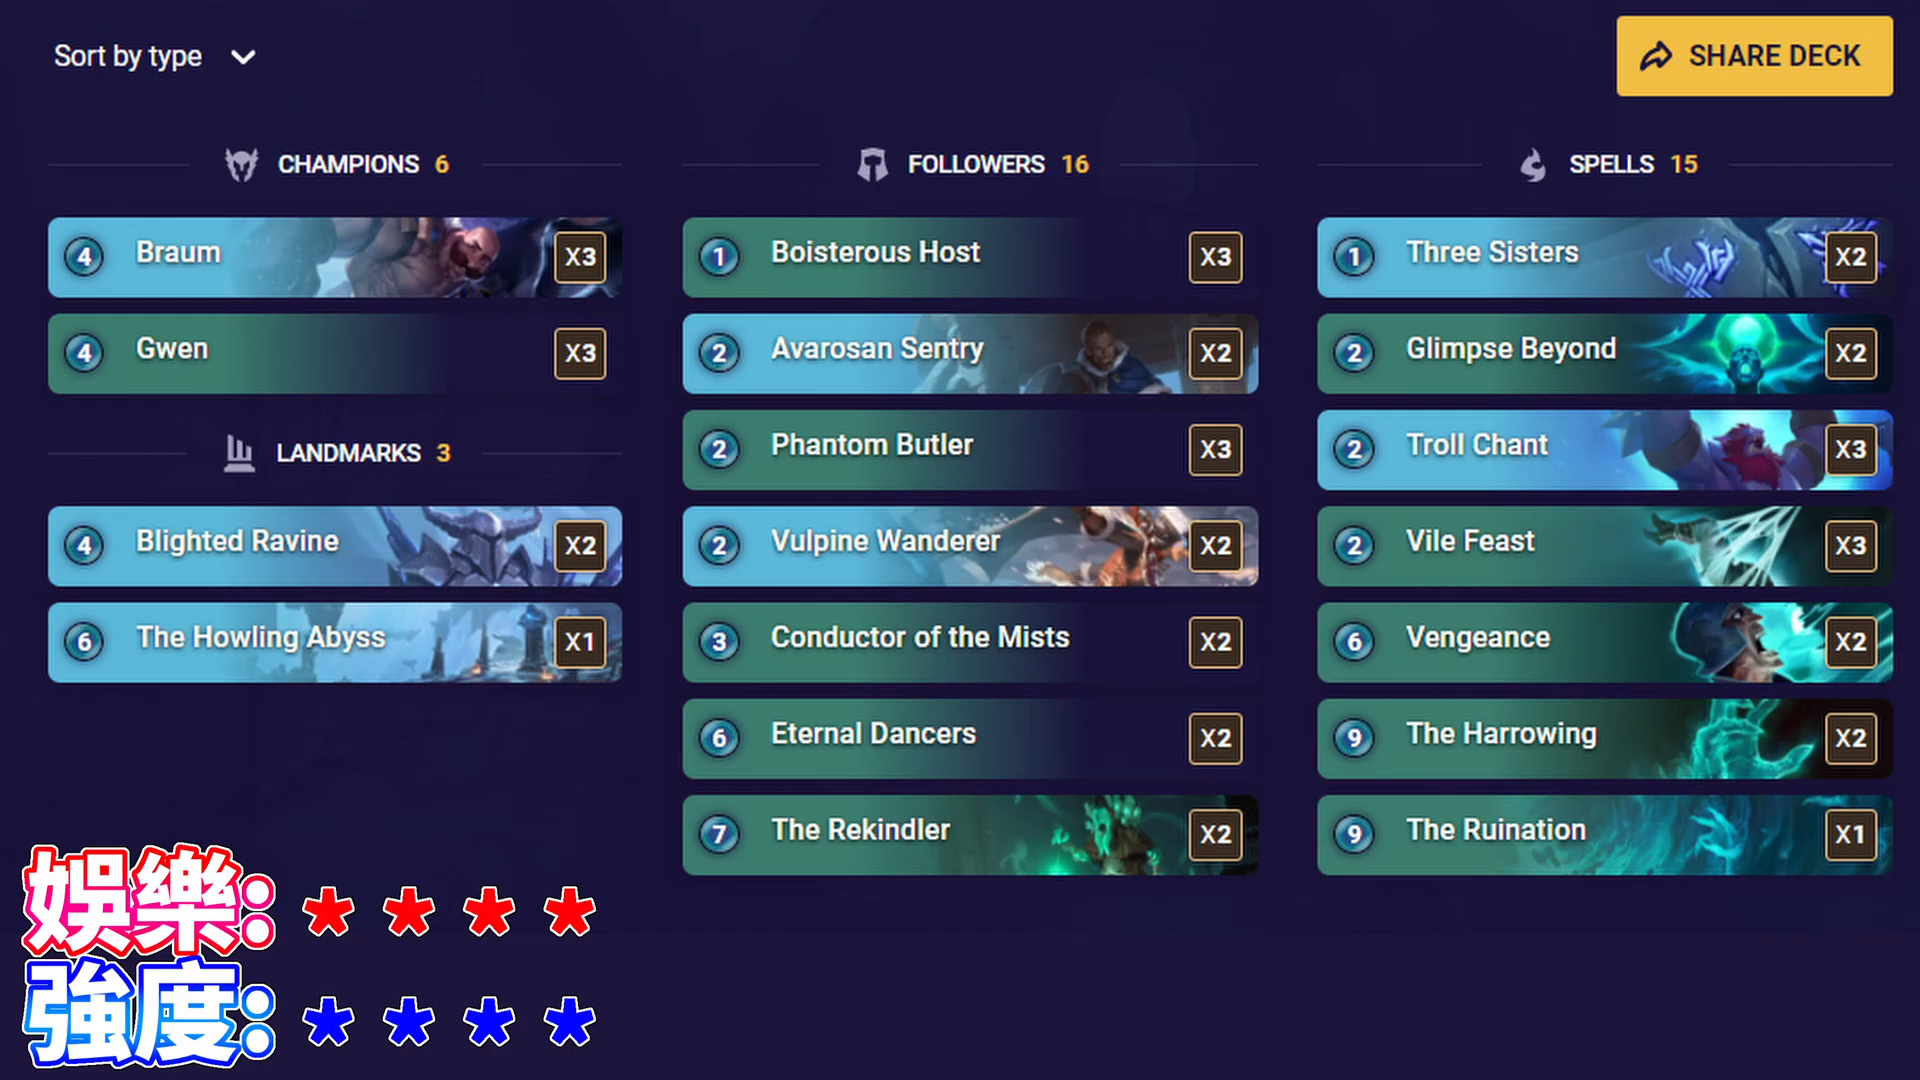 Sort by type
SHARE DECK
CHAMPIONS 6
4 Braum X3
4 Gwen X3
LANDMARKS 3
4 Blighted Ravine X2
6 The Howling Abyss X1
FOLLOWERS 16
1 Boisterous Host X3
2 Avarosan Sentry X2
2 Phantom Butler X3
2 Vulpine Wanderer X2
3 Conductor of the Mists X2
6 Eternal Dancers X2
7 The Rekindler X2
SPELLS 15
1 Three Sisters X2
2 Glimpse Beyond X2
2 Troll Chant X3
2 Vile Feast X3
6 Vengeance X2
9 The Harrowing X2
9 The Ruination X1
娛樂: * * * *
強度: * * * *